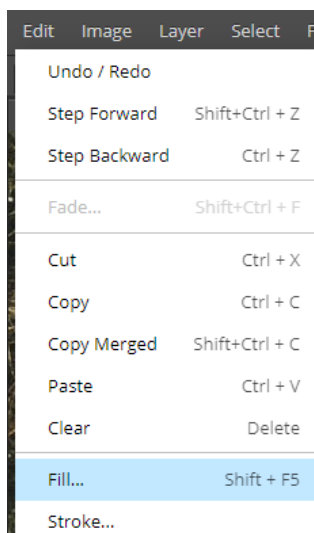 Edit Image Layer Select
Undo / Redo
Step Forward Shift+Ctrl + Z
Step Backward Ctrl + Z
Fade... Shift+Ctrl + F
Cut Ctrl + X
Copy Ctrl + C
Copy Merged Shift+Ctrl + C
Paste Ctrl + V
Clear Delete
Fill... Shift + F5
Stroke...